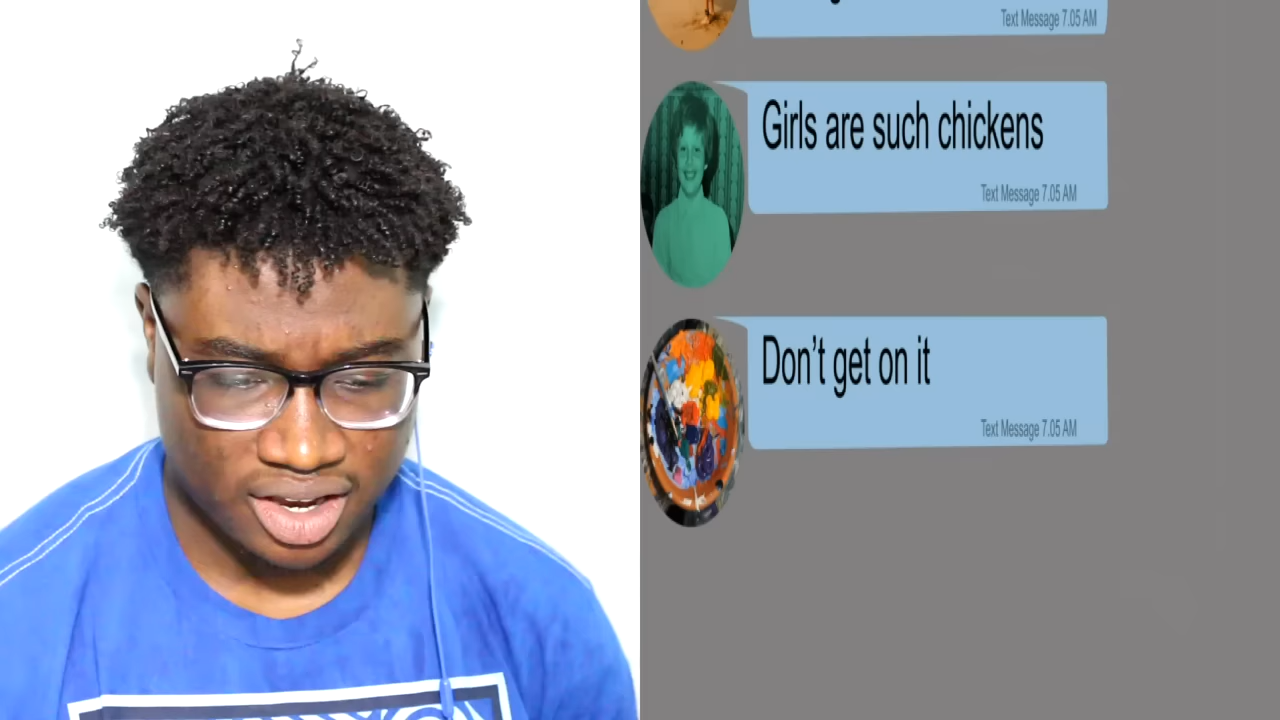 Text Message 7.05 AM
Girls are such chickens
Text Message 7.05 AM
Don't get on it
Text Message 7.05 AM